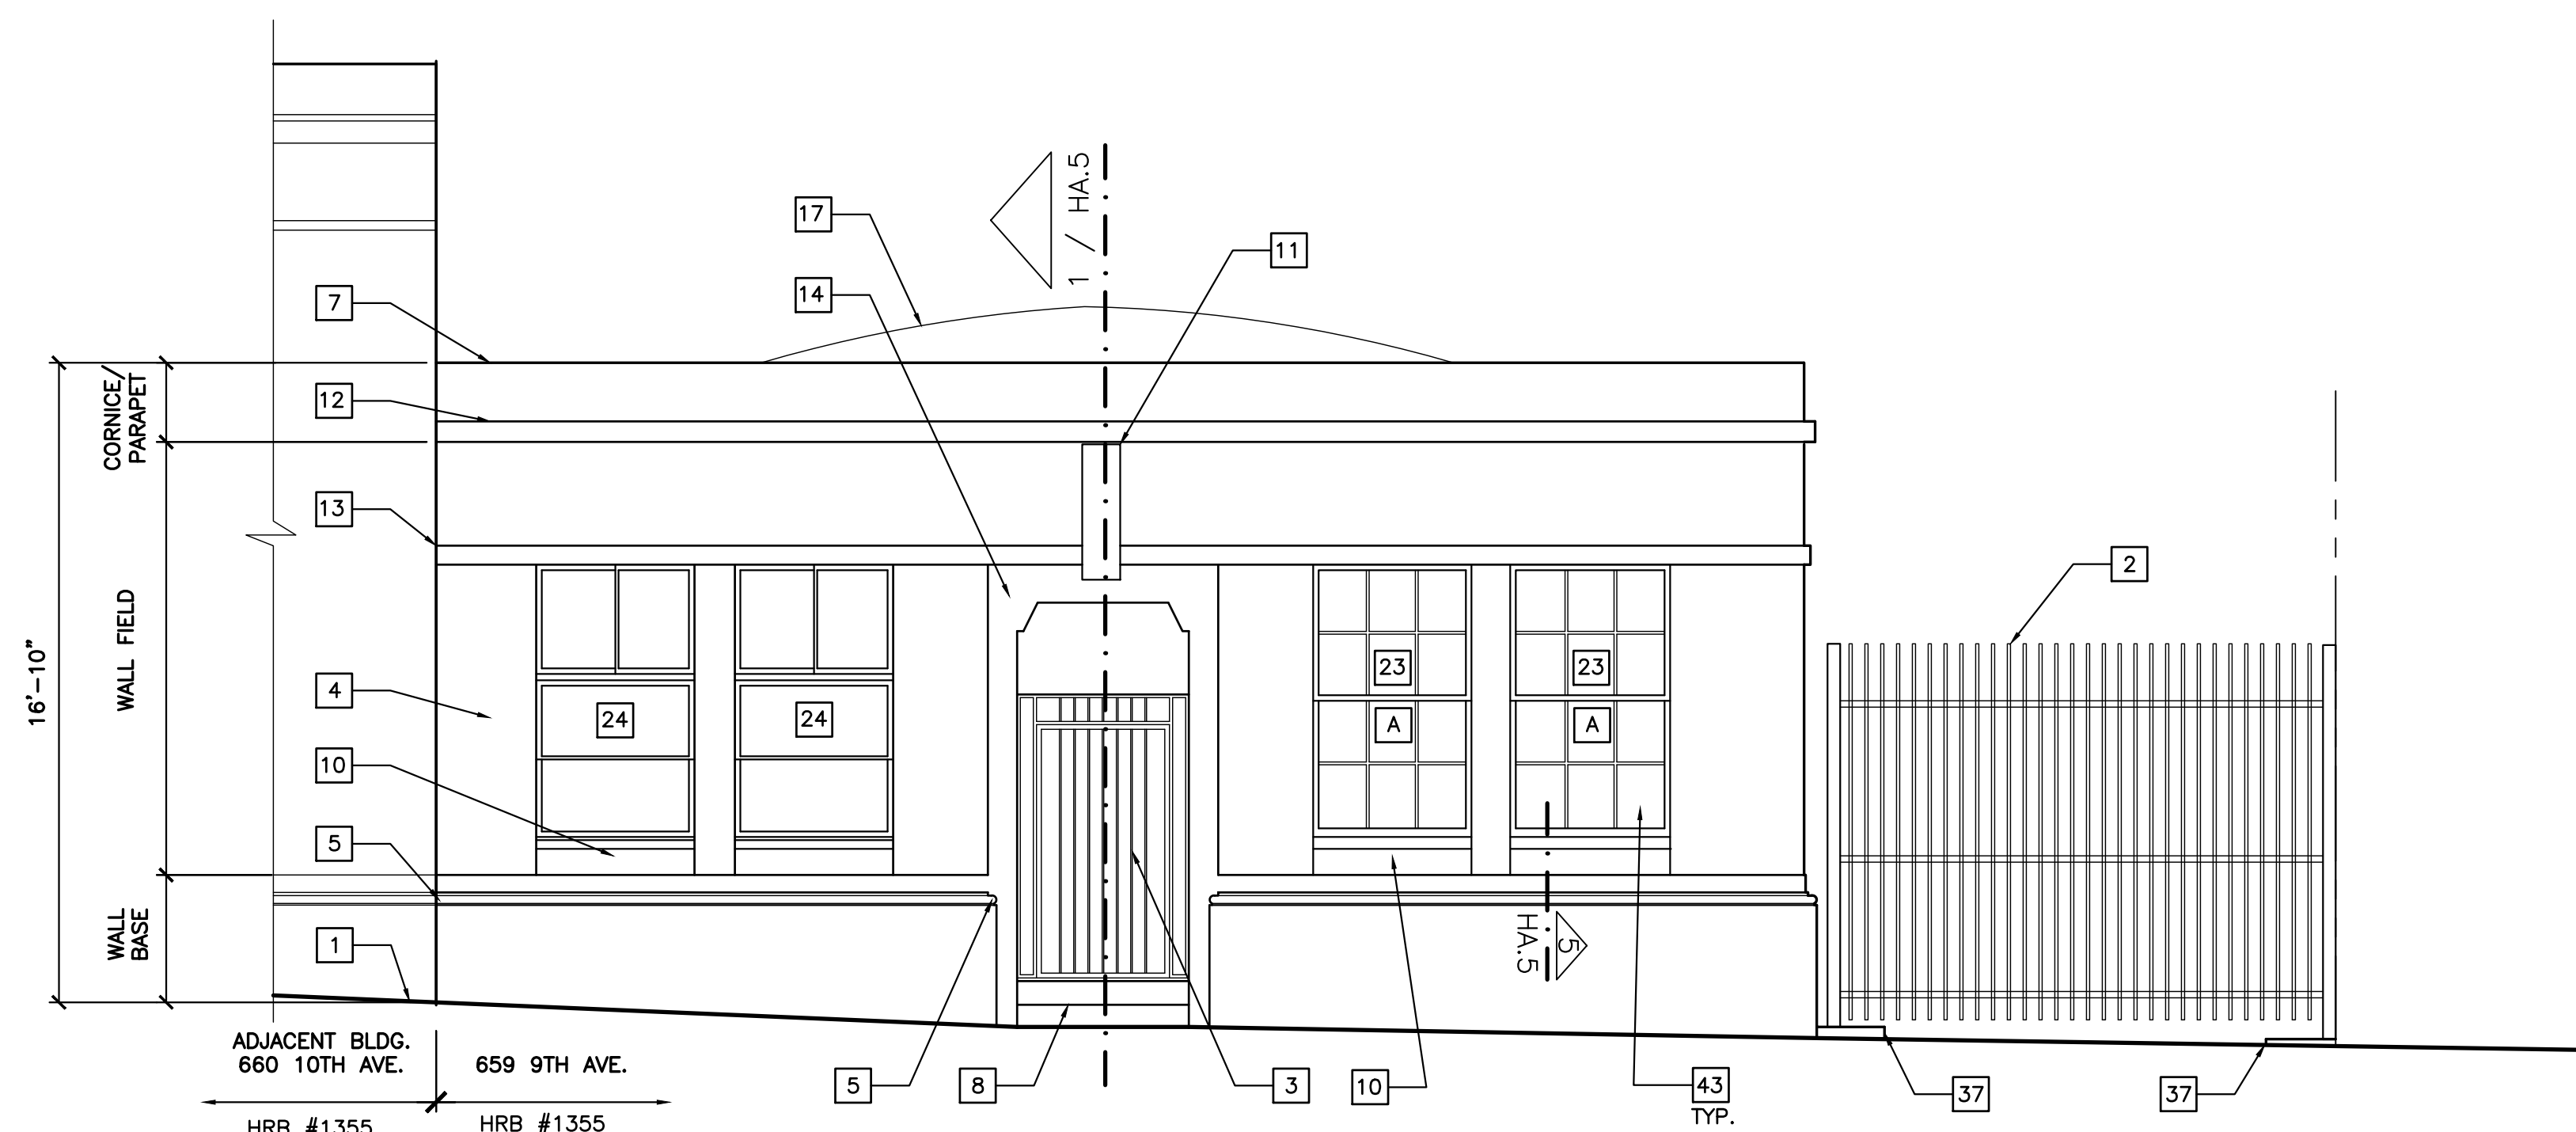 1 / HA.5
17
11
14
7
12
CORNICE/
PARAPET
13
2
16'-10"
WALL FIELD
23
23
4
24
24
A
A
10
5
WALL
BASE
1
HA.5
5
ADJACENT BLDG.
660 10TH AVE.
659 9TH AVE.
5
8
3
10
43
TYP.
37
37
HRB #1355
HRB #1355